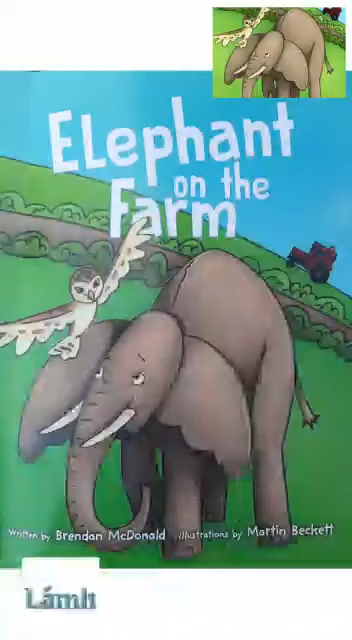 Elephant
on the
Farm
Written by Brendan McDonald Illustrations by Martin Beckett
Lámh